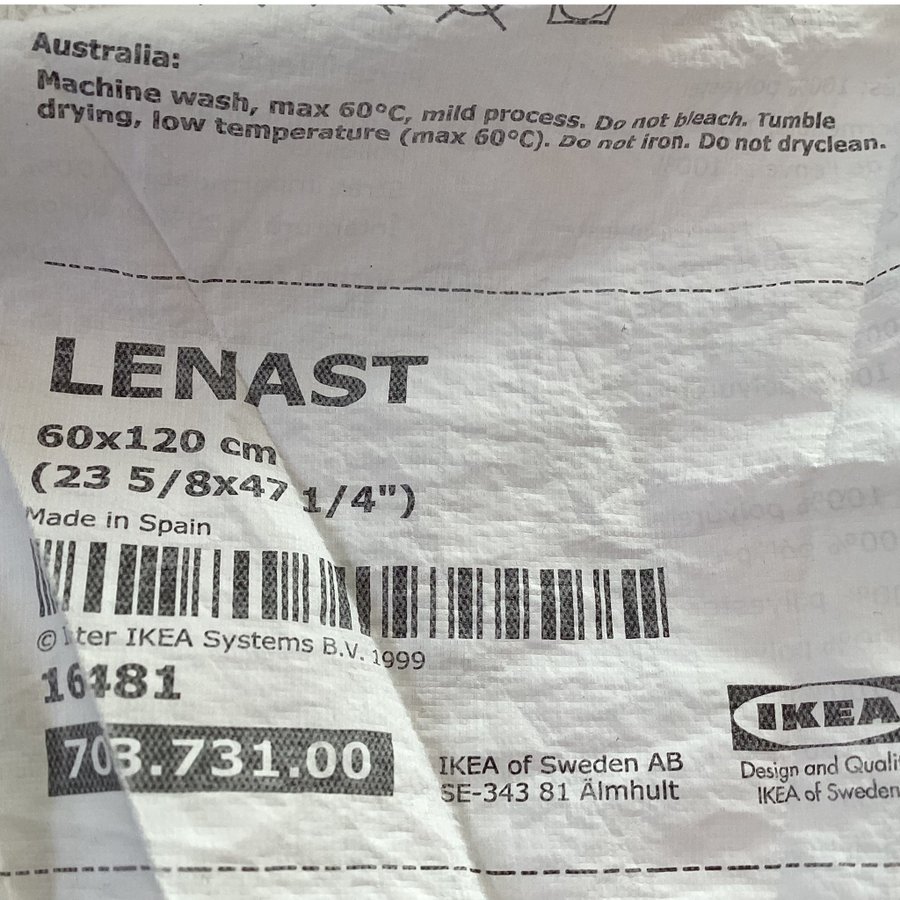 Australia:
Machine wash, max 60°C, mild process. Do not bleach. Tumble
drying, low temperature (max 60°C). Do not iron. Do not dryclean.
LENAST
60x120 cm
(23 5/8x47 1/4")
Made in Spain
© Inter IKEA Systems B.V. 1999
16481
703.731.00
IKEA of Sweden AB
SE-343 81 Älmhult
IKEA
Design and Quali
IKEA of Sweden